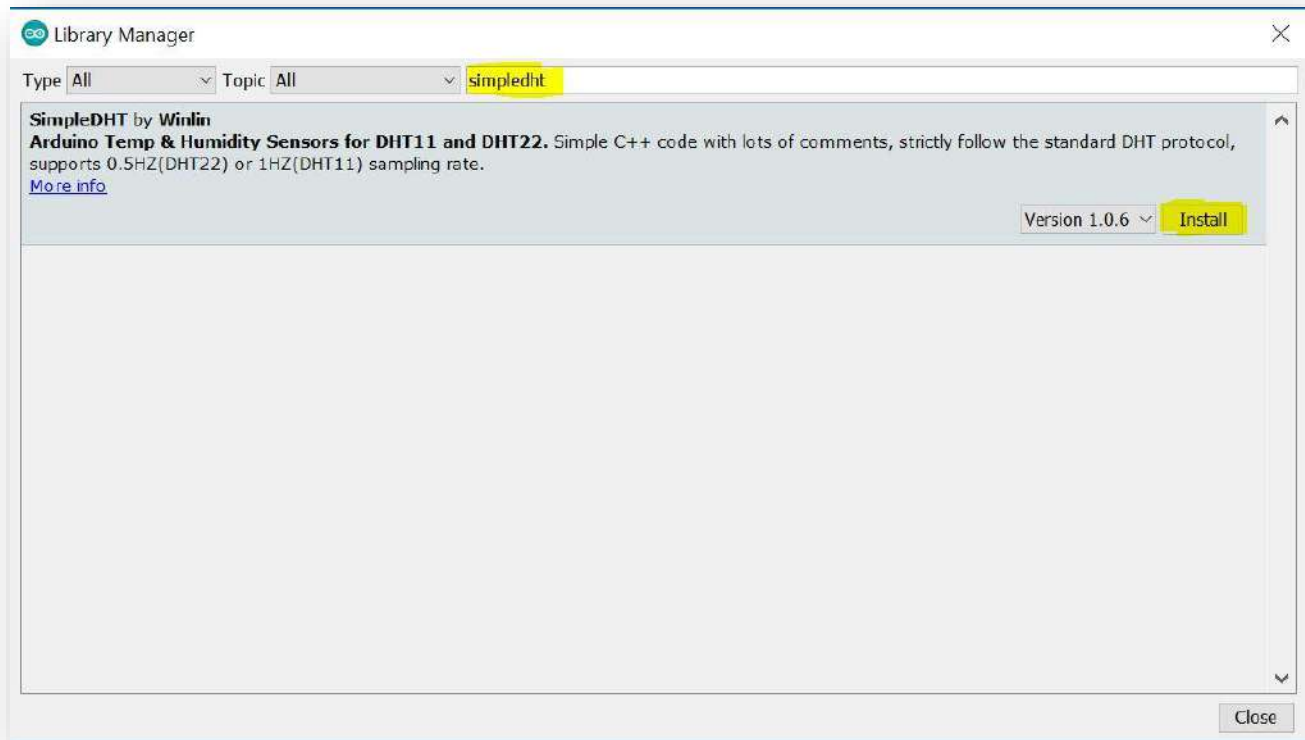 Library Manager
Type All Topic All simpledht
SimpleDHT by Winlin
Arduino Temp & Humidity Sensors for DHT11 and DHT22. Simple C++ code with lots of comments, strictly follow the standard DHT protocol,
supports 0.5HZ(DHT22) or 1HZ(DHT11) sampling rate.
More info
Version 1.0.6 Install
Close